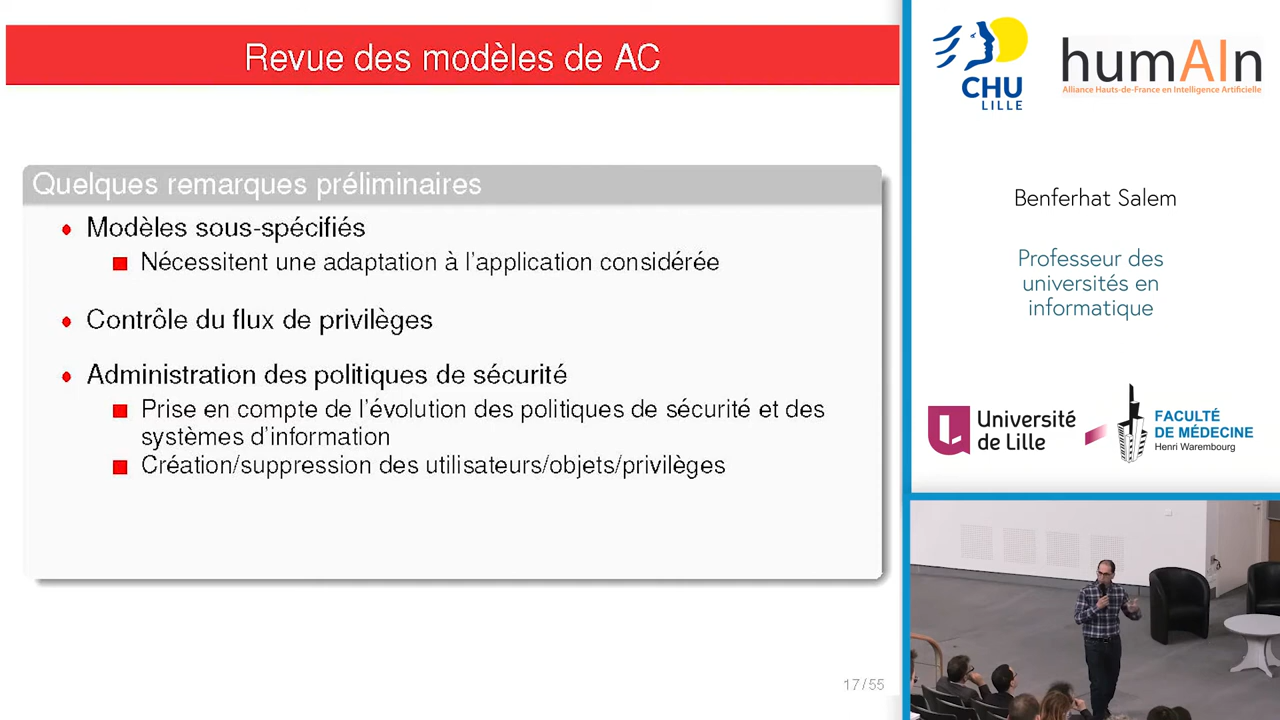 Revue des modèles de AC
Quelques remarques préliminaires
Modèles sous-spécifiés
Nécessitent une adaptation à l'application considérée
Contrôle du flux de privilèges
Administration des politiques de sécurité
Prise en compte de l'évolution des politiques de sécurité et des
systèmes d'information
Création/suppression des utilisateurs/objets/privilèges
17/55
CHU
LILLE
humAIn
Alliance Hauts-de-France en Intelligence Artificielle
Benferhat Salem
Professeur des
universités en
informatique
Université
de Lille
FACULTÉ
DE MÉDECINE
Henri Warembourg